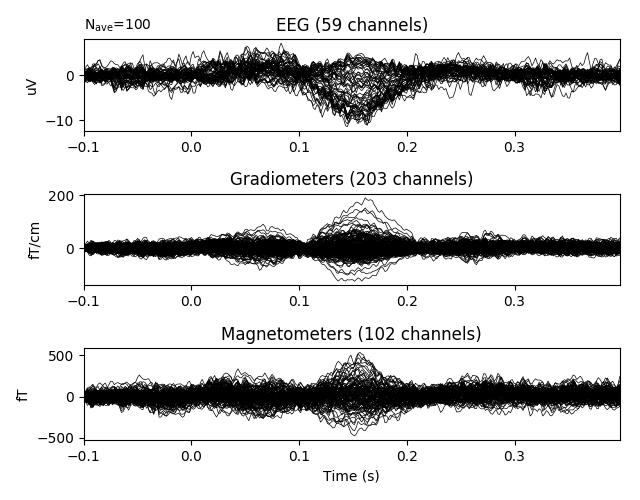 Nave=100
EEG (59 channels)
uV
0
−10
−0.1 0.0 0.1 0.2 0.3
Gradiometers (203 channels)
fT/cm
200
0
−0.1 0.0 0.1 0.2 0.3
Magnetometers (102 channels)
fT
500
0
−500
−0.1 0.0 0.1 0.2 0.3
Time (s)